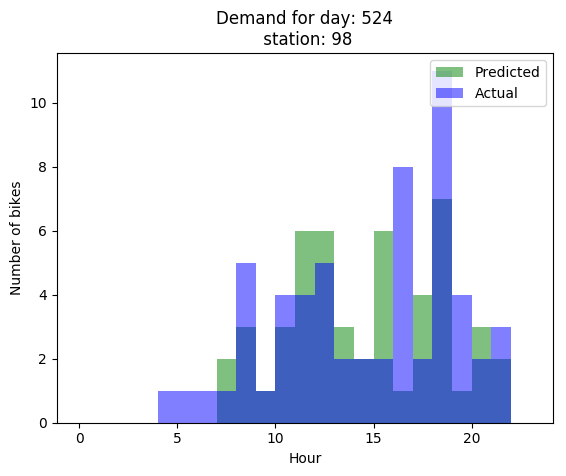 Demand for day: 524
station: 98
Predicted
Actual
Number of bikes
10
8
6
4
2
0
0 5 10 15 20
Hour